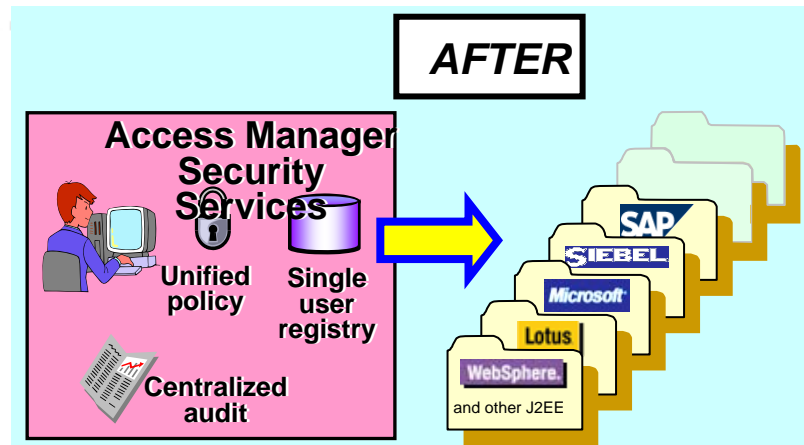 AFTER
Access Manager
Security
Services
Unified
policy
Single
user
registry
Centralized
audit
SAP
SIEBEL
Microsoft
Lotus
WebSphere.
and other J2EE